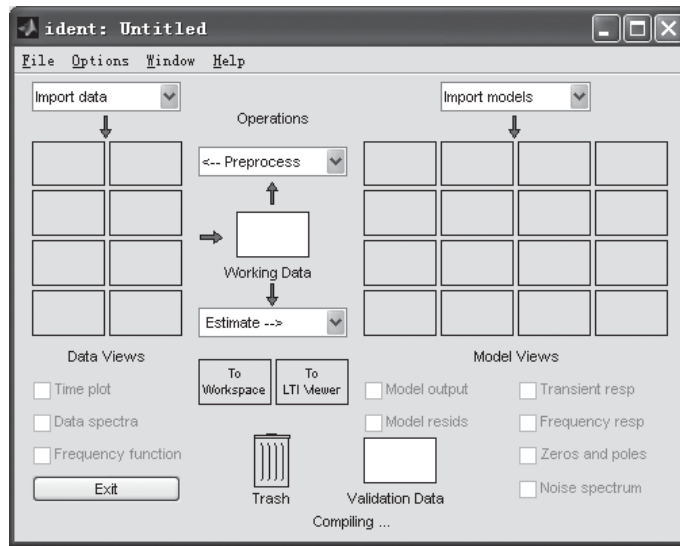 ident: Untitled
File Options Window Help
Import data
Import models
Operations
<-- Preprocess
Working Data
Estimate -->
Data Views
Model Views
To Workspace
To LTI Viewer
Time plot
Data spectra
Frequency function
Model output
Model resids
Transient resp
Frequency resp
Zeros and poles
Noise spectrum
Exit
Trash
Validation Data
Compiling ...